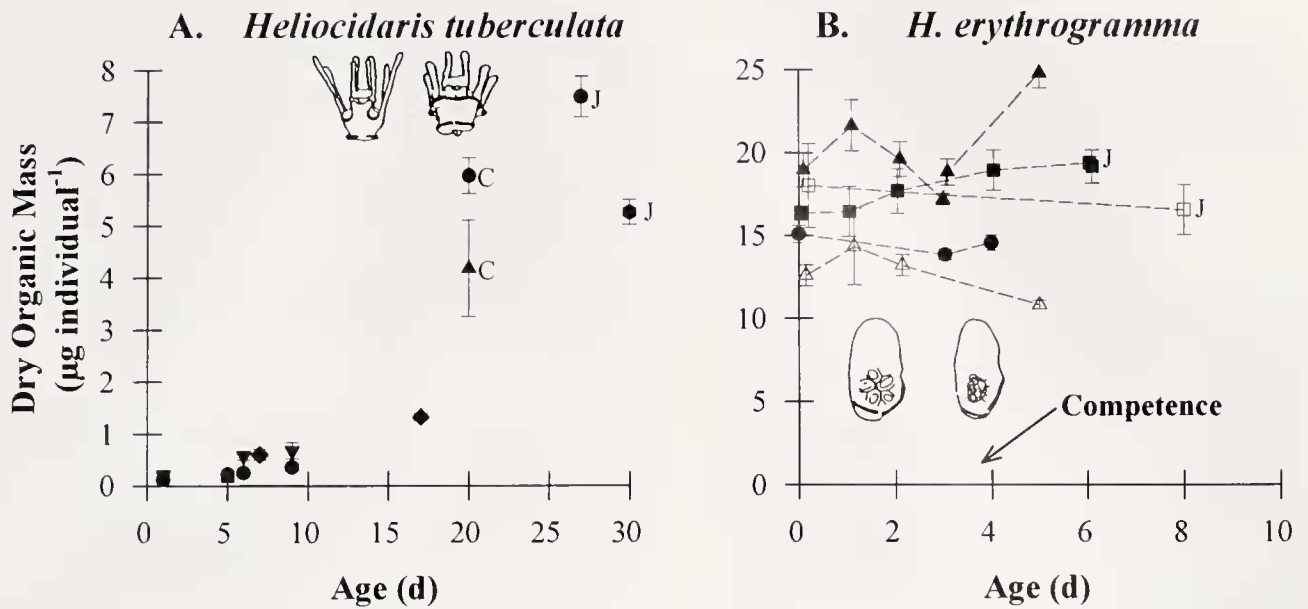 A. Heliocidaris tuberculata
B. H. erythrogramma
Dry Organic Mass
(µg individual⁻¹)
8
7
6
5
4
3
2
1
0
J
C
J
C
0 5 10 15 20 25 30
Age (d)
25
20
15
10
5
0
J
J
Competence
0 2 4 6 8 10
Age (d)